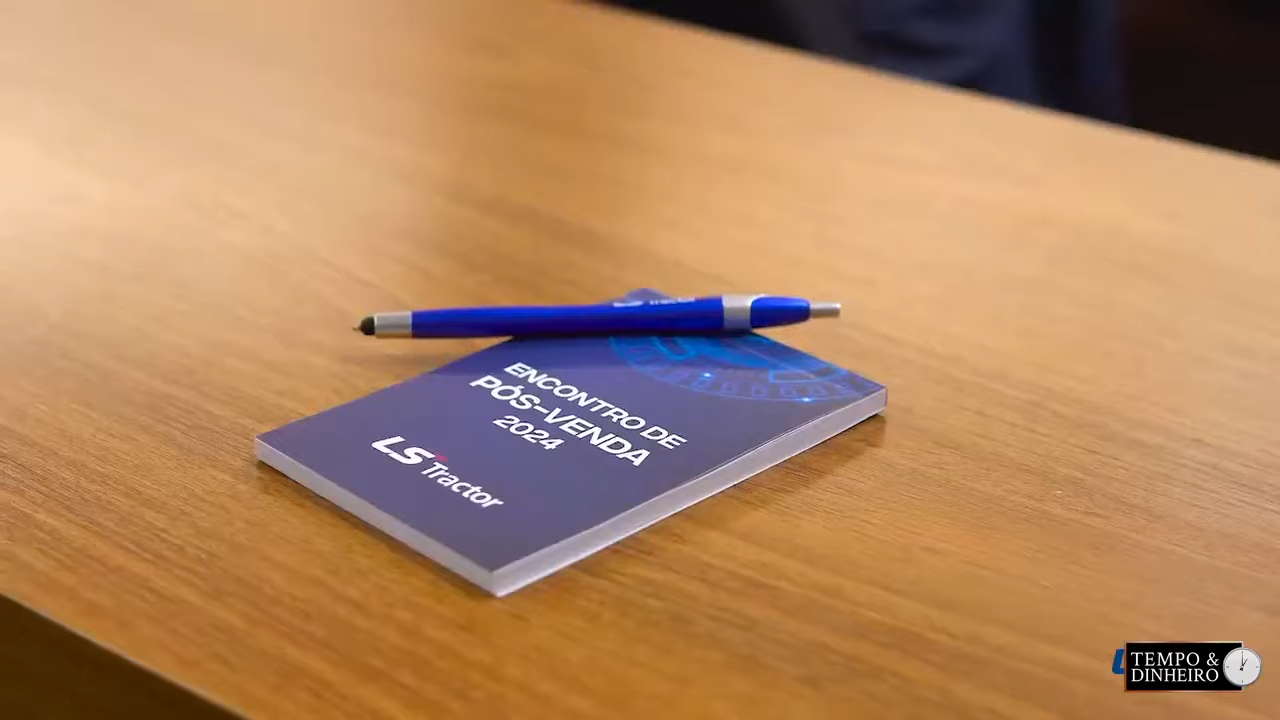 ENCONTRO DE
PÓS-VENDA
2024
LS Tractor
TEMPO &
DINHEIRO